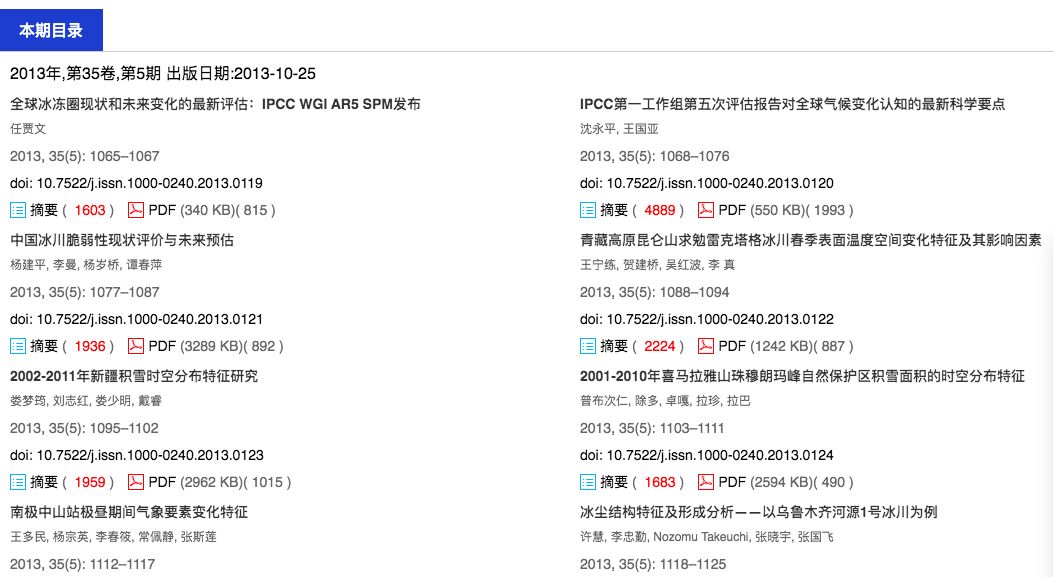 本期目录
2013年,第35卷,第5期 出版日期:2013-10-25
全球冰冻圈现状和未来变化的最新评估：IPCC WGI AR5 SPM发布
任贾文
2013, 35(5): 1065–1067
doi: 10.7522/j.issn.1000-0240.2013.0119
摘要 ( 1603 ) PDF (340 KB)( 815 )
IPCC第一工作组第五次评估报告对全球气候变化认知的最新科学要点
沈永平, 王国亚
2013, 35(5): 1068–1076
doi: 10.7522/j.issn.1000-0240.2013.0120
摘要 ( 4889 ) PDF (550 KB)( 1993 )
中国冰川脆弱性现状评价与未来预估
杨建平, 李曼, 杨岁桥, 谭春萍
2013, 35(5): 1077–1087
doi: 10.7522/j.issn.1000-0240.2013.0121
摘要 ( 1936 ) PDF (3289 KB)( 892 )
青藏高原昆仑山求勉雷克塔格冰川春季表面温度空间变化特征及其影响因素
王宁练, 贺建桥, 吴红波, 李 真
2013, 35(5): 1088–1094
doi: 10.7522/j.issn.1000-0240.2013.0122
摘要 ( 2224 ) PDF (1242 KB)( 887 )
2002-2011年新疆积雪时空分布特征研究
娄梦筠, 刘志红, 娄少明, 戴睿
2013, 35(5): 1095–1102
doi: 10.7522/j.issn.1000-0240.2013.0123
摘要 ( 1959 ) PDF (2962 KB)( 1015 )
2001-2010年喜马拉雅山珠穆朗玛峰自然保护区积雪面积的时空分布特征
普布次仁, 除多, 卓嘎, 拉珍, 拉巴
2013, 35(5): 1103–1111
doi: 10.7522/j.issn.1000-0240.2013.0124
摘要 ( 1683 ) PDF (2594 KB)( 490 )
南极中山站极昼期间气象要素变化特征
王多民, 杨宗英, 李春筱, 常佩静, 张斯莲
2013, 35(5): 1112–1117
冰尘结构特征及形成分析——以乌鲁木齐河源1号冰川为例
许慧, 李忠勤, Nozomu Takeuchi, 张晓宇, 张国飞
2013, 35(5): 1118–1125